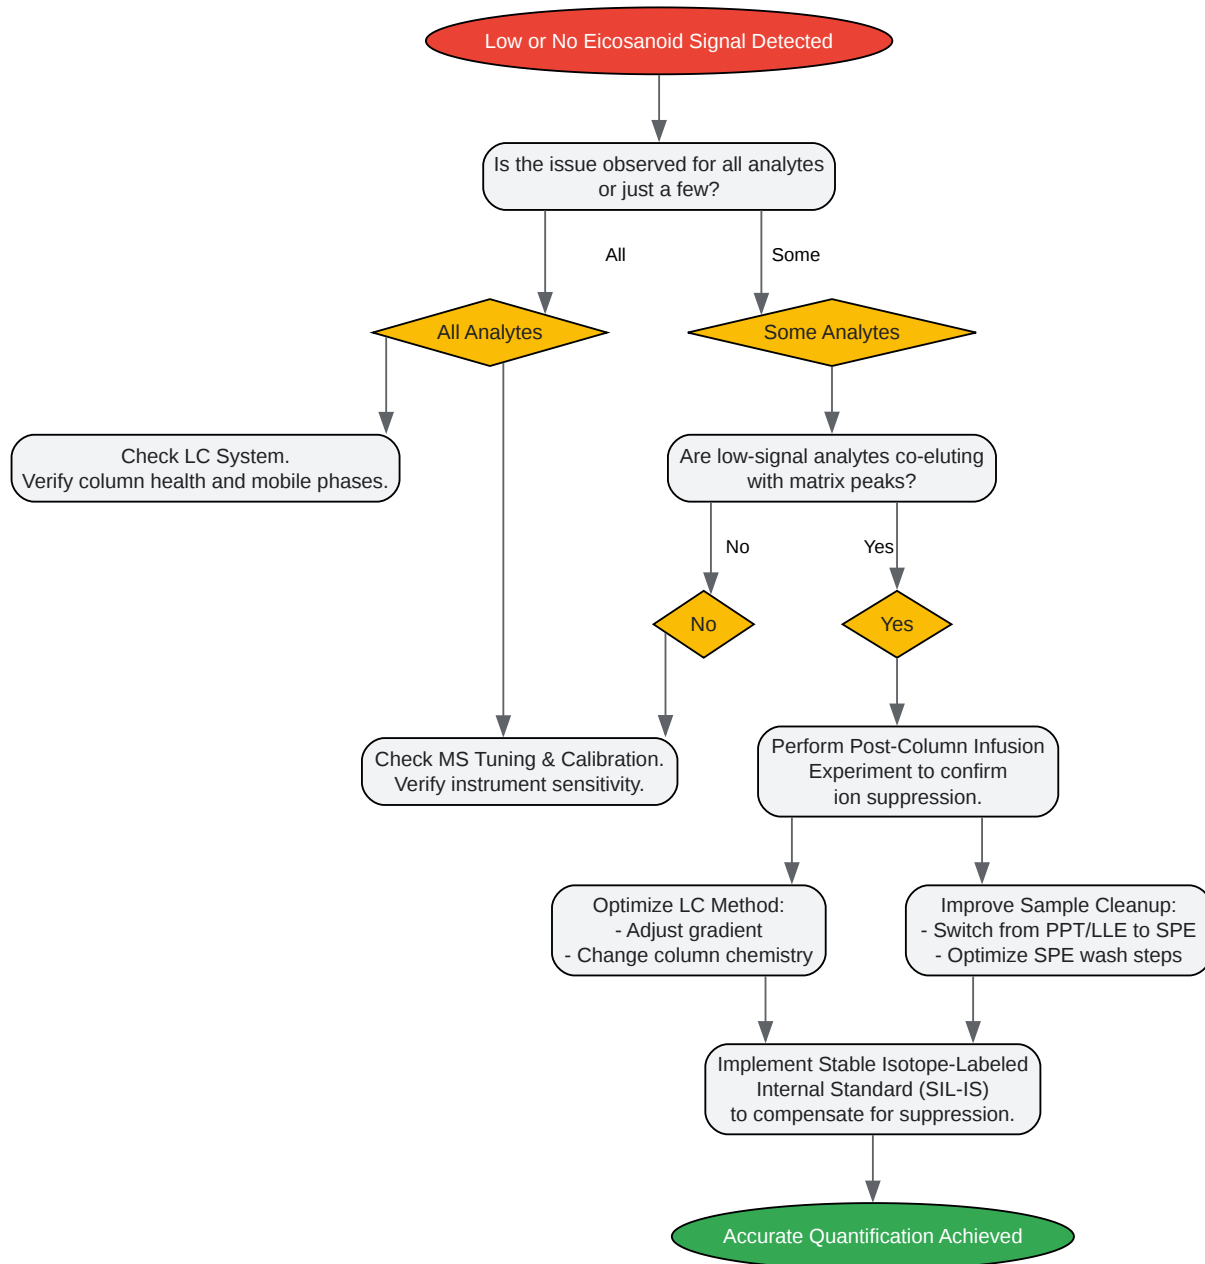 Low or No Eicosanoid Signal Detected
Is the issue observed for all analytes
or just a few?
All
Some
All Analytes
Some Analytes
Check LC System.
Verify column health and mobile phases.
Are low-signal analytes co-eluting
with matrix peaks?
No
Yes
No
Yes
Check MS Tuning & Calibration.
Verify instrument sensitivity.
Perform Post-Column Infusion
Experiment to confirm
ion suppression.
Optimize LC Method:
- Adjust gradient
- Change column chemistry
Improve Sample Cleanup:
- Switch from PPT/LLE to SPE
- Optimize SPE wash steps
Implement Stable Isotope-Labeled
Internal Standard (SIL-IS)
to compensate for suppression.
Accurate Quantification Achieved